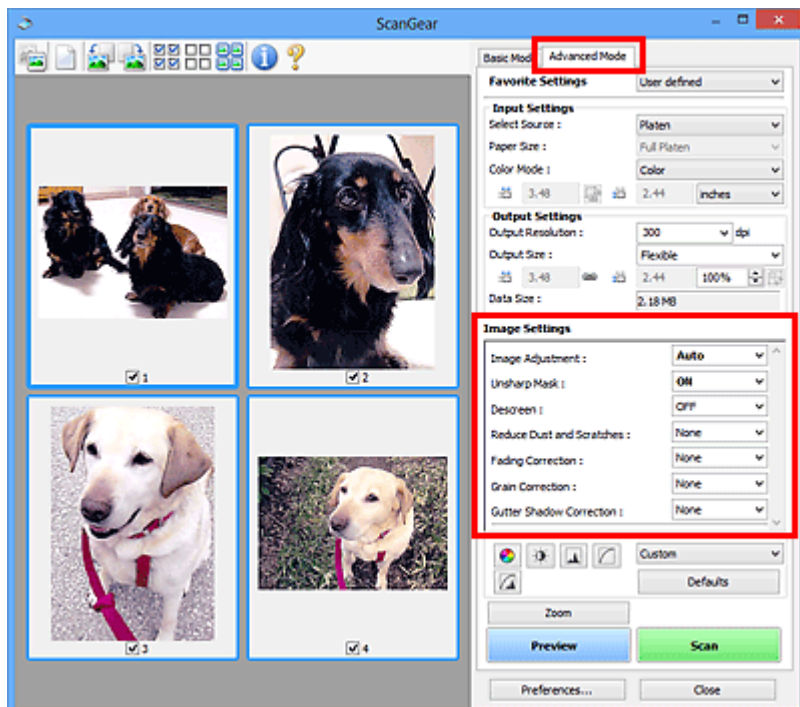 ScanGear
Basic Mode Advanced Mode
Favorite Settings User defined
Input Settings
Select Source : Platen
Paper Size : Full Platen
Color Mode : Color
3.48 2.44 inches
Output Settings
Output Resolution : 300 dpi
Output Size : Flexible
3.48 2.44 100%
Data Size : 2.18 MB
Image Settings
Image Adjustment : Auto
Unsharp Mask : ON
Descreen : OFF
Reduce Dust and Scratches : None
Fading Correction : None
Grain Correction : None
Gutter Shadow Correction : None
Custom
Defaults
Zoom
Preview Scan
Preferences... Close
1
2
3
4